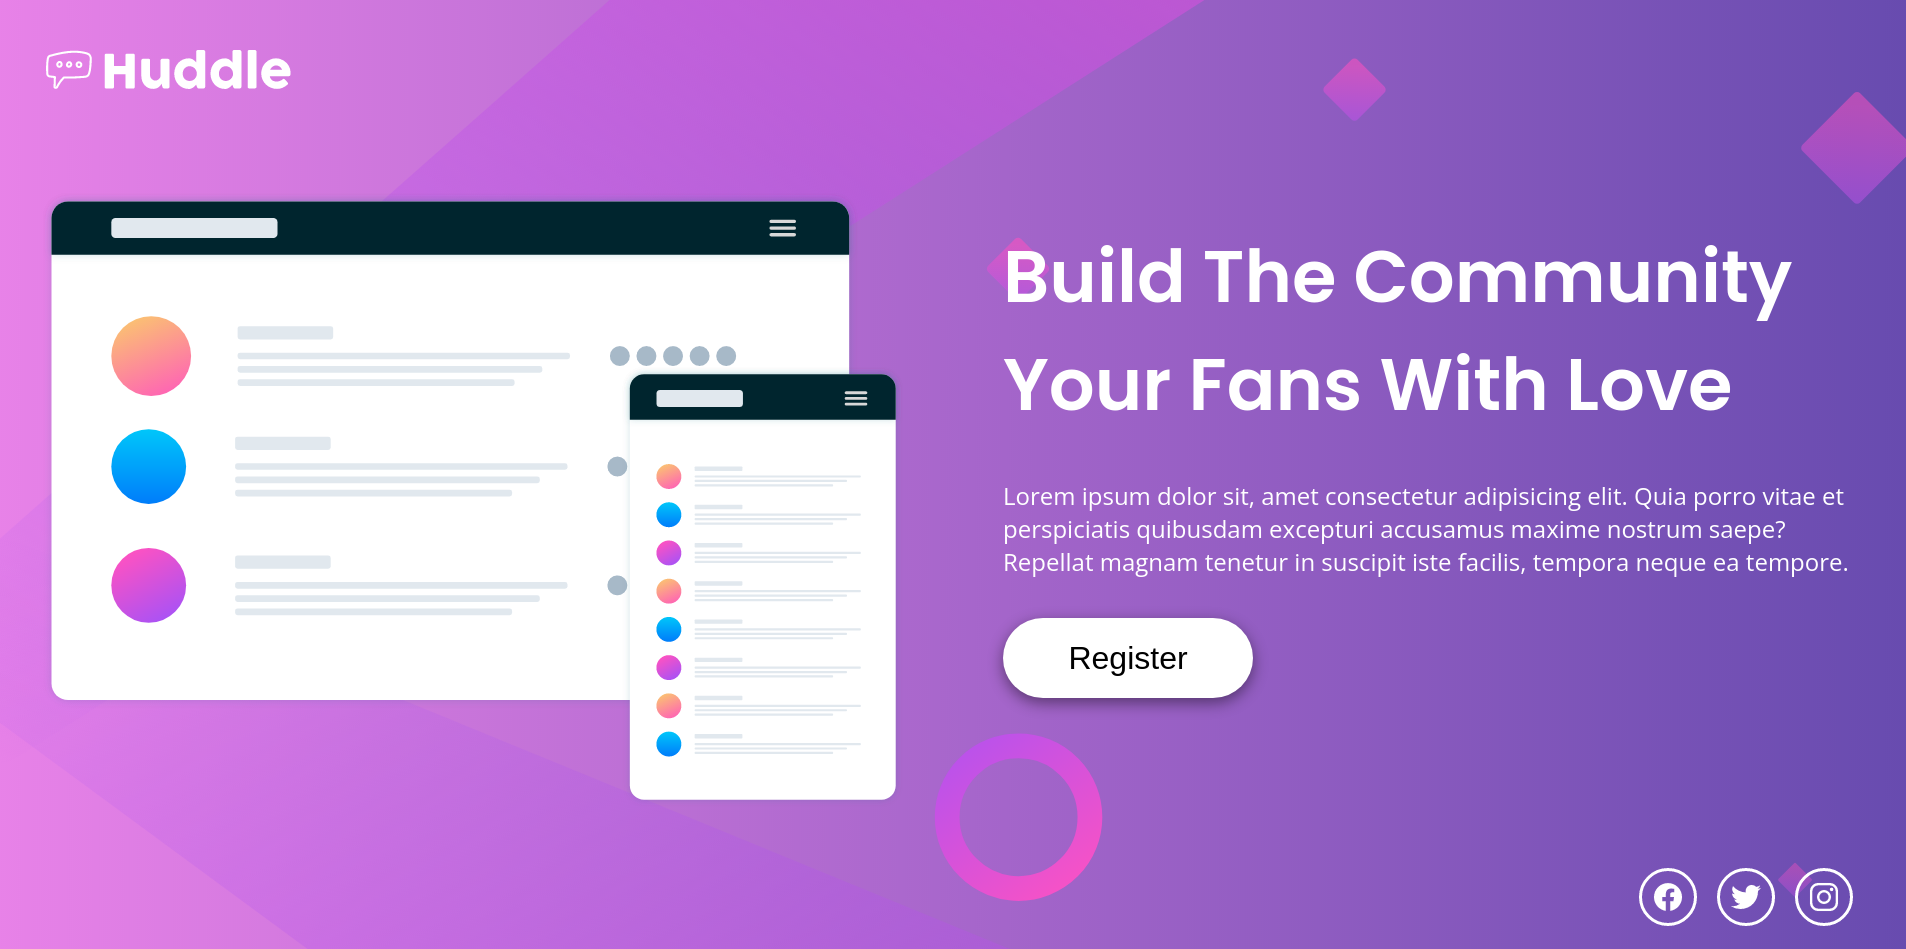 Huddle
Build The Community
Your Fans With Love
Lorem ipsum dolor sit, amet consectetur adipisicing elit. Quia porro vitae et
perspiciatis quibusdam excepturi accusamus maxime nostrum saepe?
Repellat magnam tenetur in suscipit iste facilis, tempora neque ea tempore.
Register